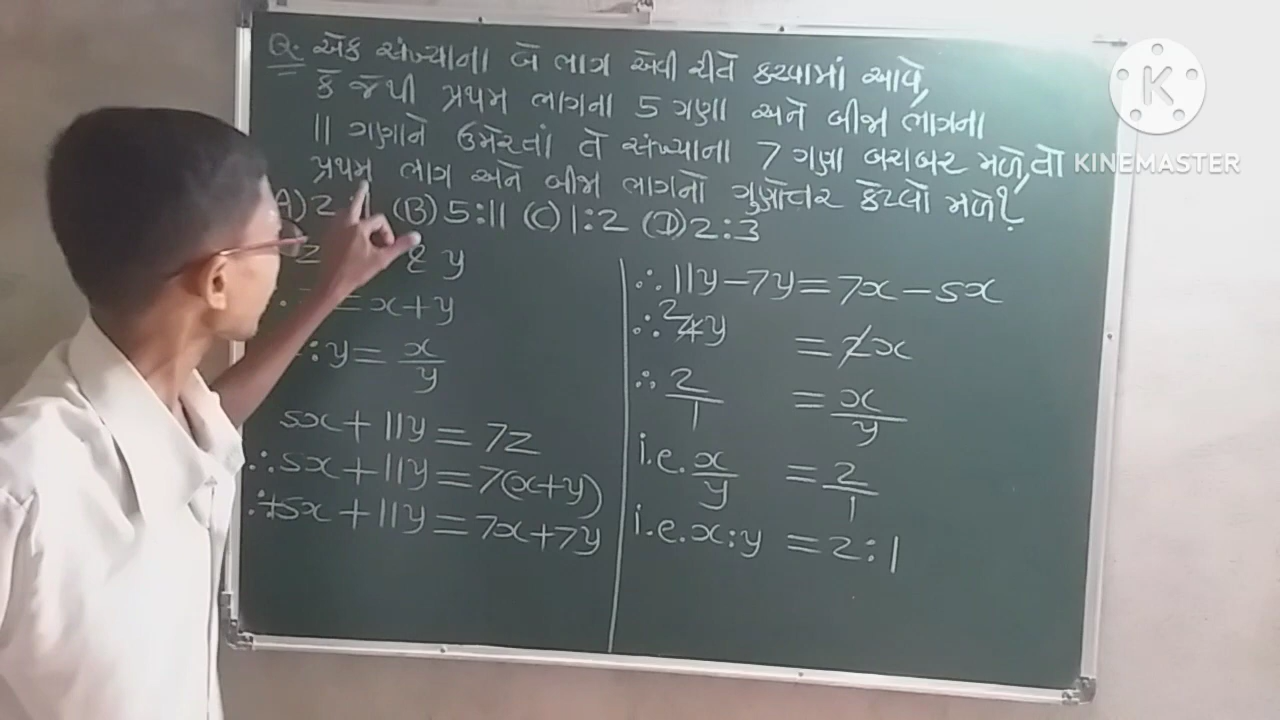 Q. એક સંખ્યાના બે ભાગ એવી રીતે કરવામાં આવે,
કે જેથી પ્રથમ ભાગના 5 ગણા અને બીજા ભાગના
11 ગણાને ઉમેરતાં તે સંખ્યાના 7 ગણા બરાબર મળે, તો
પ્રથમ ભાગ અને બીજા ભાગનો ગુણોત્તર કેટલો મળે?
A) 2 : 1 (B) 5:11 (C) 1:2 (D) 2:3
z & y
= x+y
: y = x/y
5x + 11y = 7z
∴ 5x + 11y = 7(x+y)
∴ +5x + 11y = 7x+7y
∴ 11y – 7y = 7x – 5x
∴ 2 4y = 2x
∴ 2/1 = x/y
i.e. x/y = 2/1
i.e. x:y = 2:1
K
KINEMASTER